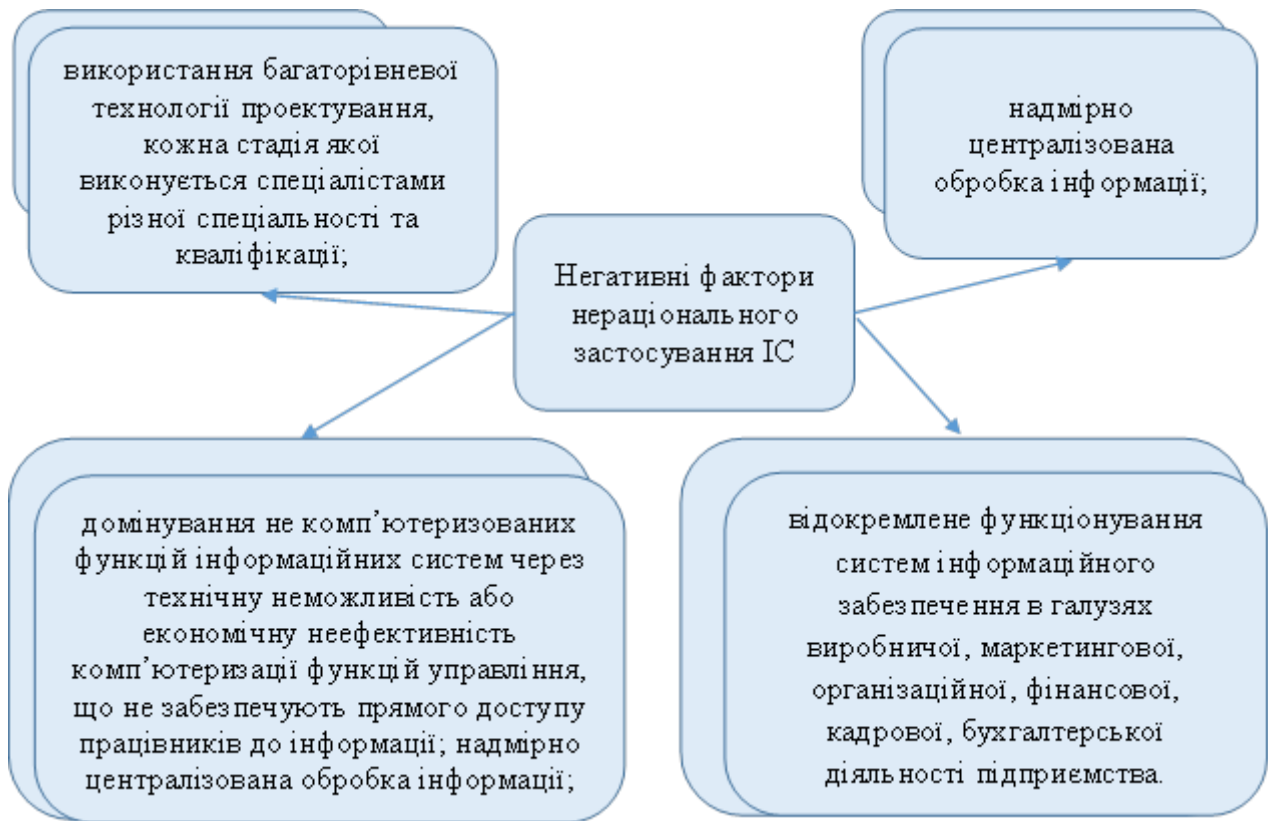 використання багаторівневої
технології проектування,
кожна стадія якої
виконується спеціалістами
різної спеціальності та
кваліфікації;
надмірно
централізована
обробка інформації;
Негативні фактори
нераціонального
застосування ІС
домінування не комп’ютеризованих
функцій інформаційних систем через
технічну неможливість або
економічну неефективність
комп’ютеризації функцій управління,
що не забезпечують прямого доступу
працівників до інформації; надмірно
централізована обробка інформації;
відокремлене функціонування
систем інформаційного
забезпечення в галузях
виробничої, маркетингової,
організаційної, фінансової,
кадрової, бухгалтерської
діяльності підприємства.